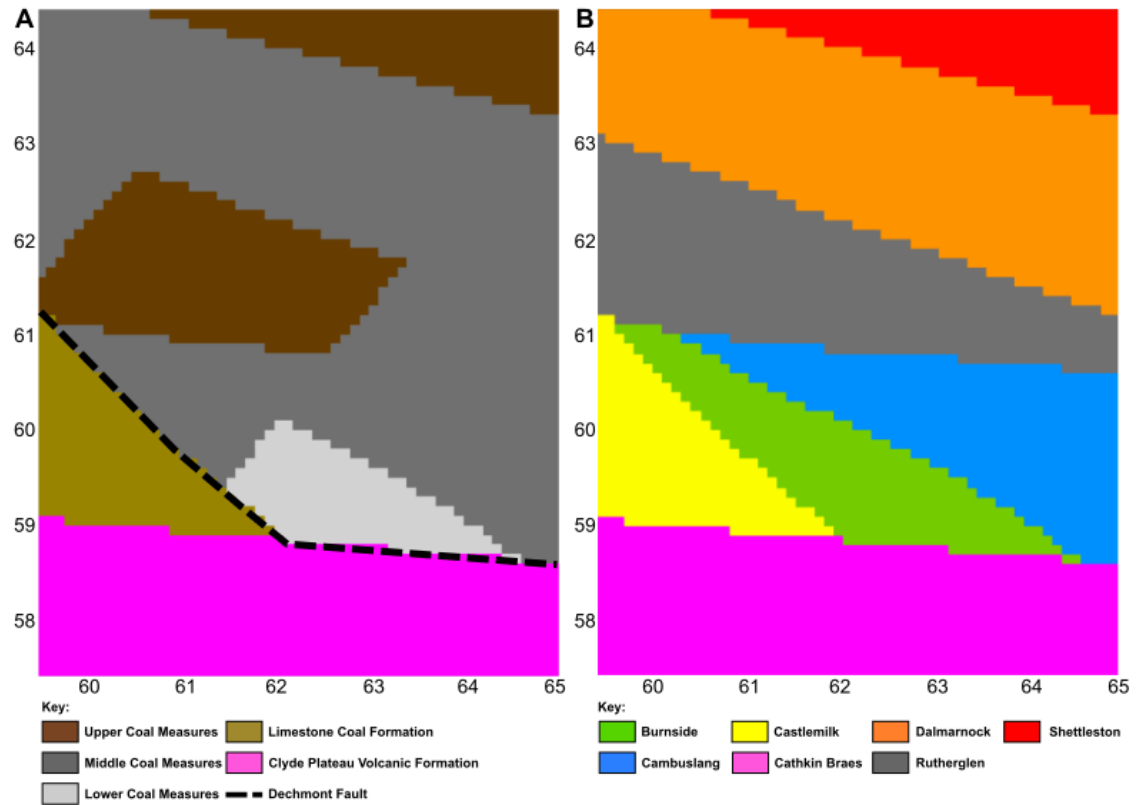 A
64
63
62
61
60
59
58
60 61 62 63 64 65
Key:
Upper Coal Measures Limestone Coal Formation
Middle Coal Measures Clyde Plateau Volcanic Formation
Lower Coal Measures Dechmont Fault
B
64
63
62
61
60
59
58
60 61 62 63 64 65
Key:
Burnside Castlemilk Dalmarnock Shettleston
Cambuslang Cathkin Braes Rutherglen